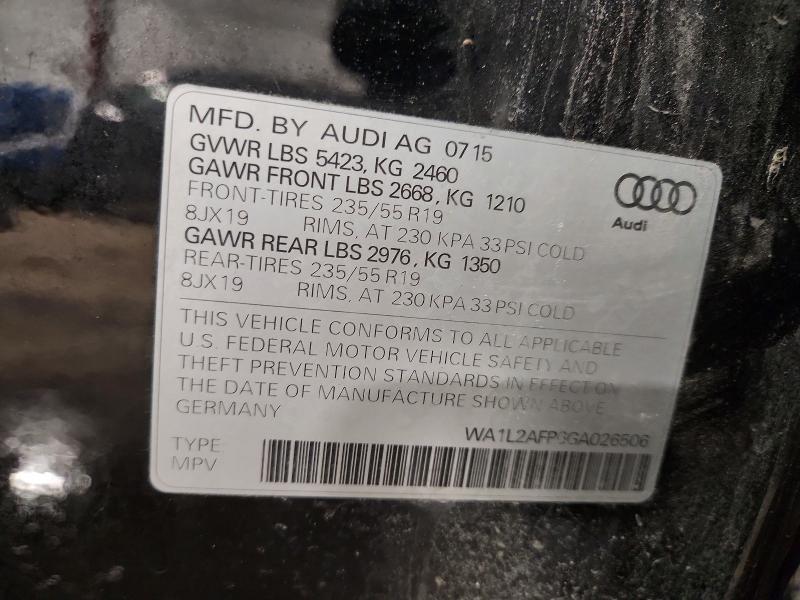 MFD. BY AUDI AG 0715
GVWR LBS 5423, KG 2460
GAWR FRONT LBS 2668, KG 1210
FRONT-TIRES 235/55 R19
8JX19 RIMS, AT 230 KPA 33 PSI COLD
GAWR REAR LBS 2976, KG 1350
REAR-TIRES 235/55 R19
8JX19 RIMS, AT 230 KPA 33 PSI COLD
Audi
THIS VEHICLE CONFORMS TO ALL APPLICABLE
U.S. FEDERAL MOTOR VEHICLE SAFETY AND
THEFT PREVENTION STANDARDS IN EFFECT ON
THE DATE OF MANUFACTURE SHOWN ABOVE
GERMANY
WA1L2AFP6GA026506
TYPE
MPV